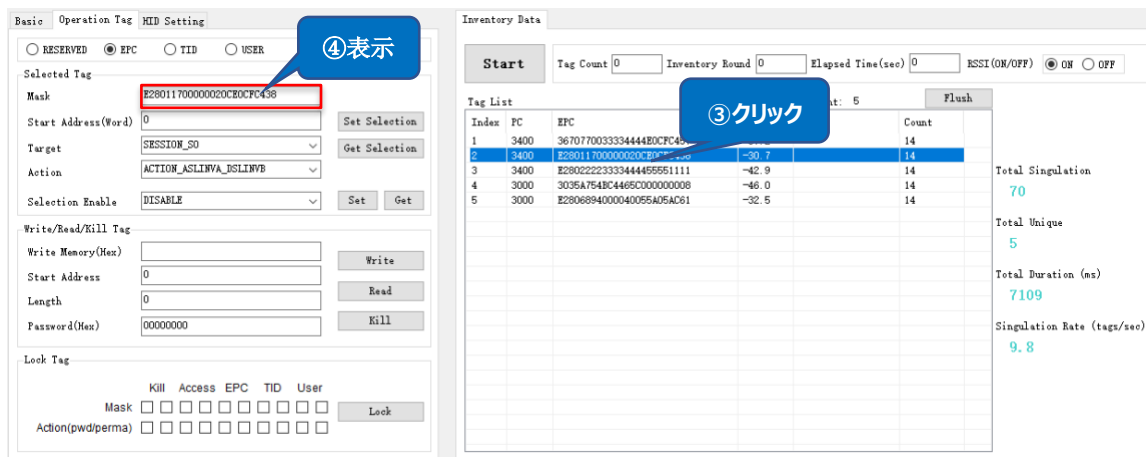 Basic Operation Tag HID Setting
RESERVED EPC TID USER
④表示
Selected Tag
Mask E28011700000020CE0CFC438
Start Address(Word) 0 Set Selection
Target SESSION_S0 Get Selection
Action ACTION_ASLINVA_DSLINVB
Selection Enable DISABLE Set Get
Write/Read/Kill Tag
Write Memory(Hex) Write
Start Address 0
Length 0 Read
Password(Hex) 00000000 Kill
Lock Tag
Kill Access EPC TID User
Mask Lock
Action(pwd/perma)
Inventory Data
Start Tag Count 0 Inventory Round 0 Elapsed Time(sec) 0 RSSI(ON/OFF) ON OFF
Tag List 5 Flush
③クリック
Index PC EPC Count
1 3400 14
2 3400 -30.7 14
3 3400 E28022223333444455551111 -42.9 14
4 3000 3035A754BC4465C000000008 -46.0 14
5 3000 E2806894000040055A05AC61 -32.5 14
Total Singulation
70
Total Unique
5
Total Duration (ms)
7109
Singulation Rate (tags/sec)
9.8